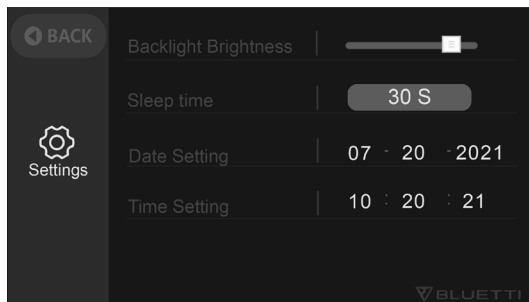 BACK
Backlight Brightness
Sleep time
30 S
Settings
Date Setting
07 - 20 - 2021
Time Setting
10 : 20 : 21
BLUETTI